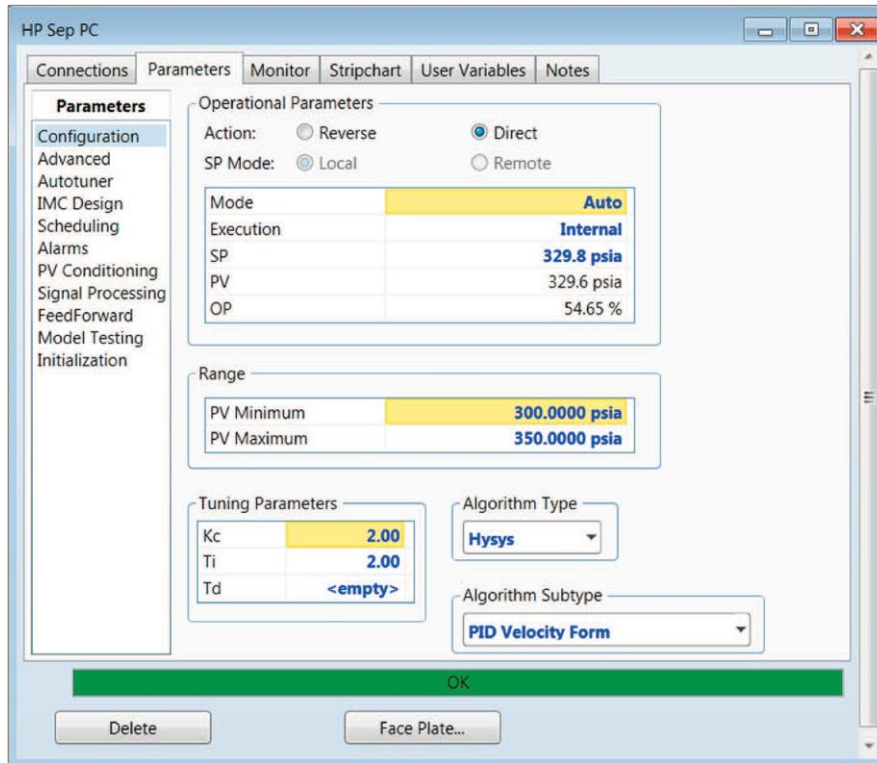 HP Sep PC
Connections Parameters Monitor Stripchart User Variables Notes
Parameters
Configuration
Advanced
Autotuner
IMC Design
Scheduling
Alarms
PV Conditioning
Signal Processing
FeedForward
Model Testing
Initialization
Operational Parameters
Action: Reverse Direct
SP Mode: Local Remote
Mode Auto
Execution Internal
SP 329.8 psia
PV 329.6 psia
OP 54.65 %
Range
PV Minimum 300.0000 psia
PV Maximum 350.0000 psia
Tuning Parameters
Kc 2.00
Ti 2.00
Td <empty>
Algorithm Type
Hysys
Algorithm Subtype
PID Velocity Form
OK
Delete Face Plate...